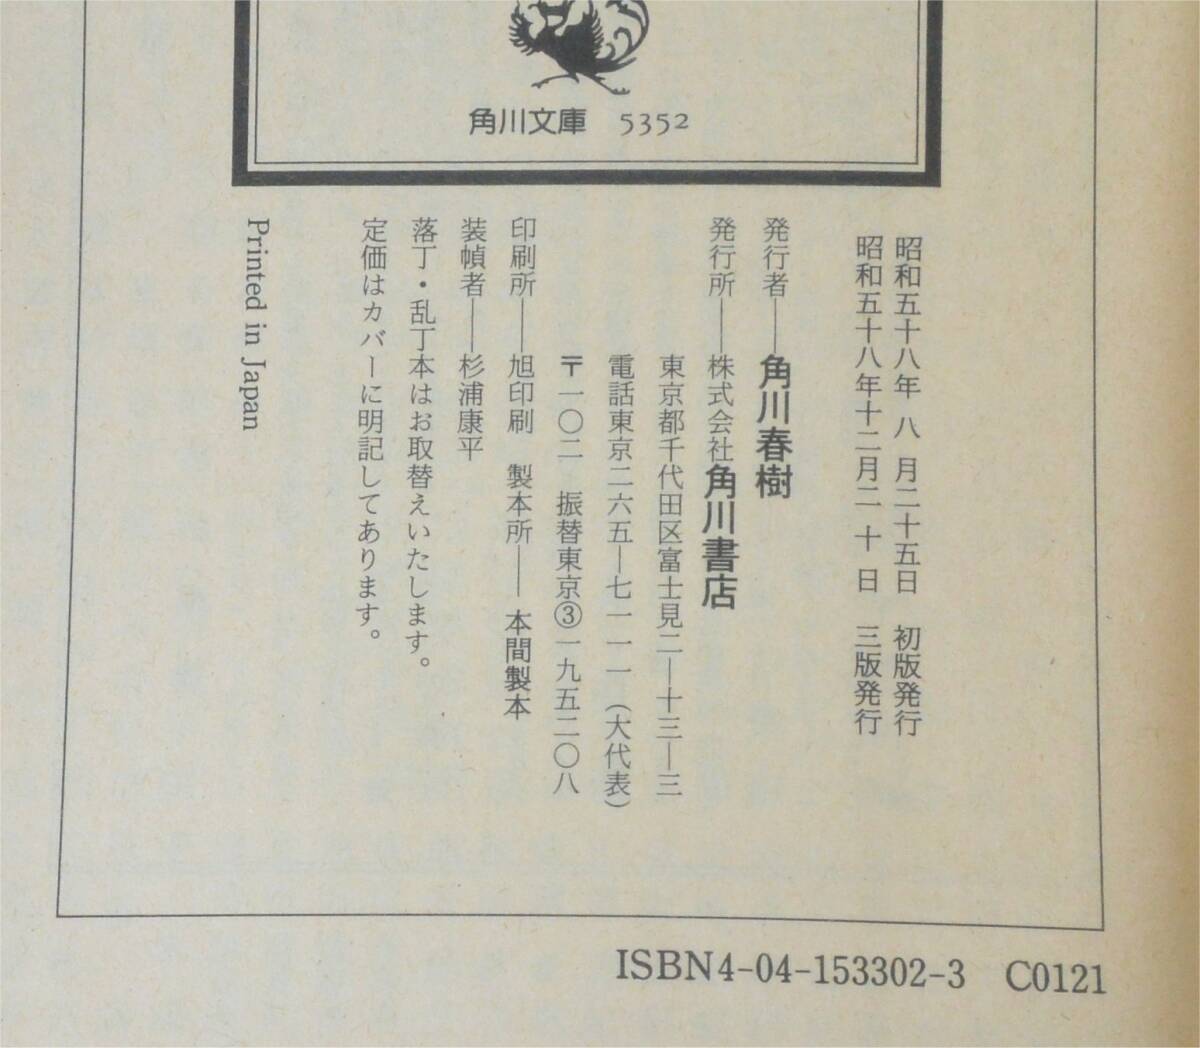 角川文庫 5352
昭和五十八年 八 月二十五日 初版発行
昭和五十八年十二月二 十 日 三版発行
発行者――角川春樹
発行所――株式会社角川書店
東京都千代田区富士見二―十三―三
電話東京二六五―七一一一（大代表）
〒一〇二 振替東京③一九五二〇八
印刷所――旭印刷 製本所――本間製本
装幀者――杉浦康平
落丁・乱丁本はお取替えいたします。
定価はカバーに明記してあります。
Printed in Japan
ISBN4-04-153302-3 C0121